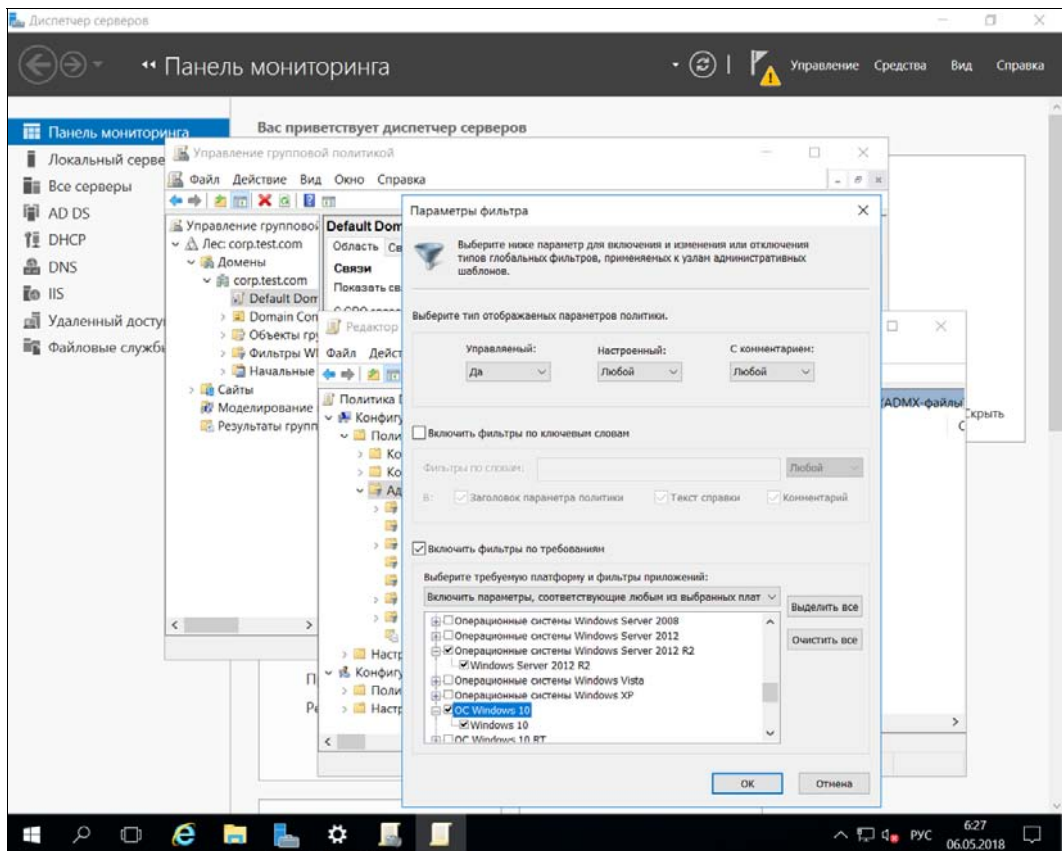 Диспетчер серверов
Панель мониторинга
Управление Средства Вид Справка
Панель мониторинга
Локальный серве
Все серверы
AD DS
DHCP
DNS
IIS
Удаленный досту
Файловые служб
Вас приветствует диспетчер серверов
Управление групповой политикой
Файл Действие Вид Окно Справка
Управление группово
Лес: corp.test.com
Домены
corp.test.com
Default Dom
Domain Con
Объекты гру
Фильтры WI
Начальные
Сайты
Моделирование
Результаты групп
Default Dom
Область Св
Связи
Показать св
Редактор
Файл Дейст
Политика
Конфигу
Поли
Ко
Ко
Ад
Настр
Конфигу
Поли
Настр
(ADMX-файлы
Скрыть
Параметры фильтра
Выберите ниже параметр для включения и изменения или отключения
типов глобальных фильтров, применяемых к узлам административных
шаблонов.
Выберите тип отображаемых параметров политики.
Управляемый: Настроенный: С комментарием:
Да Любой Любой
Включить фильтры по ключевым словам
Фильтры по словам: Любой
В: Заголовок параметра политики Текст справки Комментарий
Включить фильтры по требованиям
Выберите требуемую платформу и фильтры приложений:
Включить параметры, соответствующие любым из выбранных плат
Выделить все
Очистить все
Операционные системы Windows Server 2008
Операционные системы Windows Server 2012
Операционные системы Windows Server 2012 R2
Windows Server 2012 R2
Операционные системы Windows Vista
Операционные системы Windows XP
ОС Windows 10
Windows 10
ОС Windows 10 RT
ОК Отмена
РУС
6:27
06.05.2018